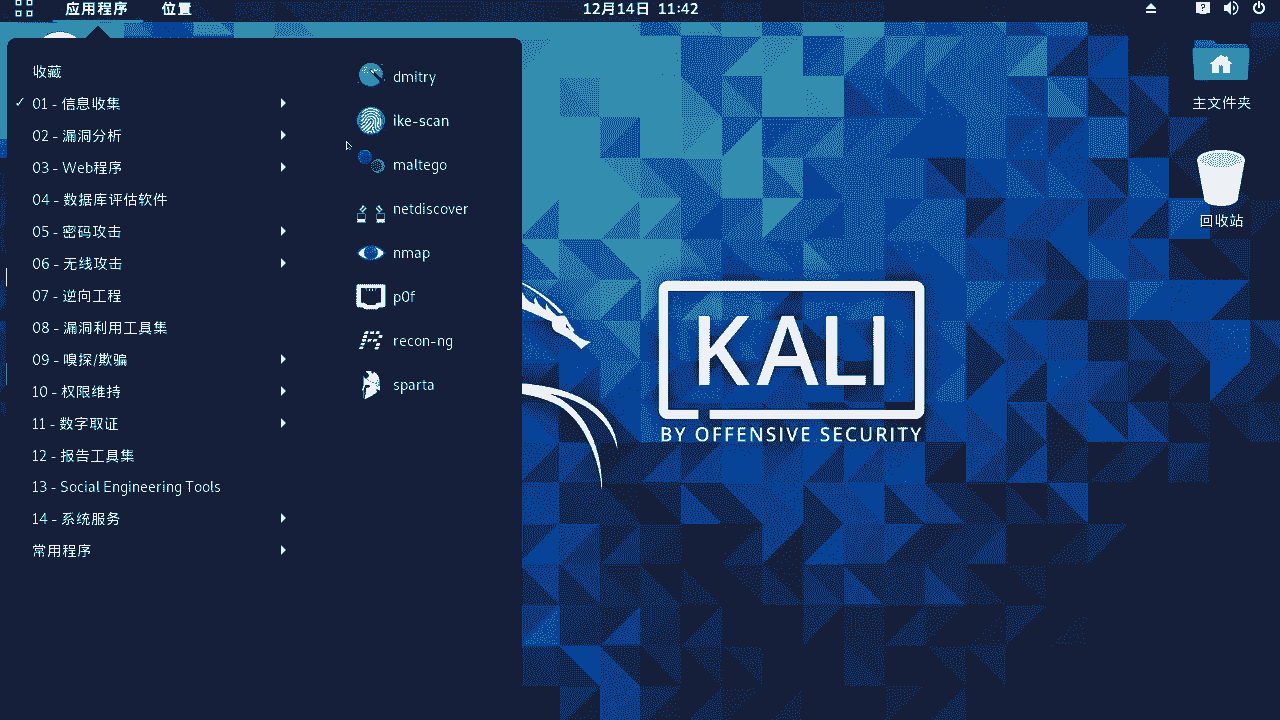 应用程序 位置 12月14日 11:42
收藏
01 - 信息收集
02 - 漏洞分析
03 - Web程序
04 - 数据库评估软件
05 - 密码攻击
06 - 无线攻击
07 - 逆向工程
08 - 漏洞利用工具集
09 - 嗅探/欺骗
10 - 权限维持
11 - 数字取证
12 - 报告工具集
13 - Social Engineering Tools
14 - 系统服务
常用程序
dmitry
ike-scan
maltego
netdiscover
nmap
p0f
recon-ng
sparta
KALI
BY OFFENSIVE SECURITY
主文件夹
回收站